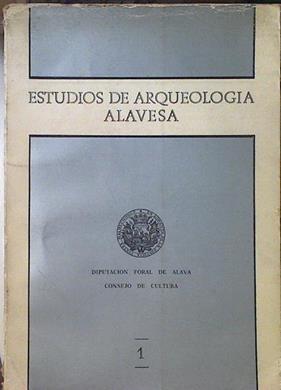 ESTUDIOS DE ARQUEOLOGIA
ALAVESA
DIPUTACION FORAL DE ALAVA
CONSEJO DE CULTURA
1